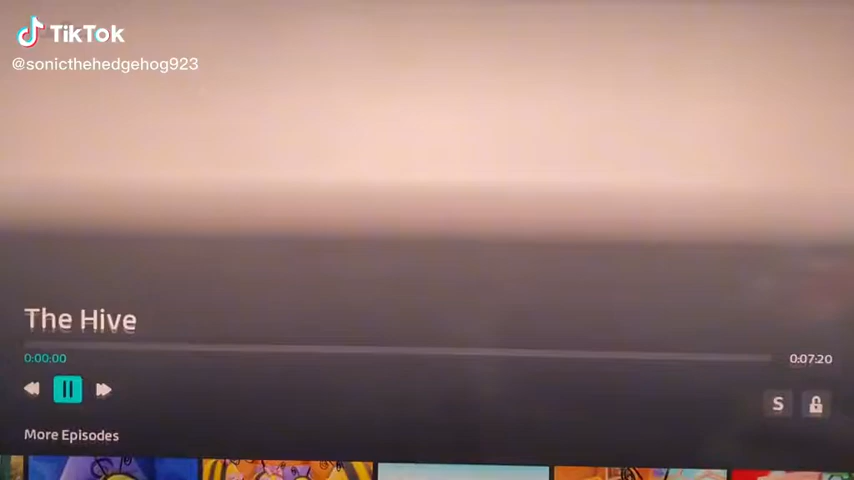 TikTok
@sonicthehedgehog923
The Hive
0:00:00
0:07:20
S
More Episodes